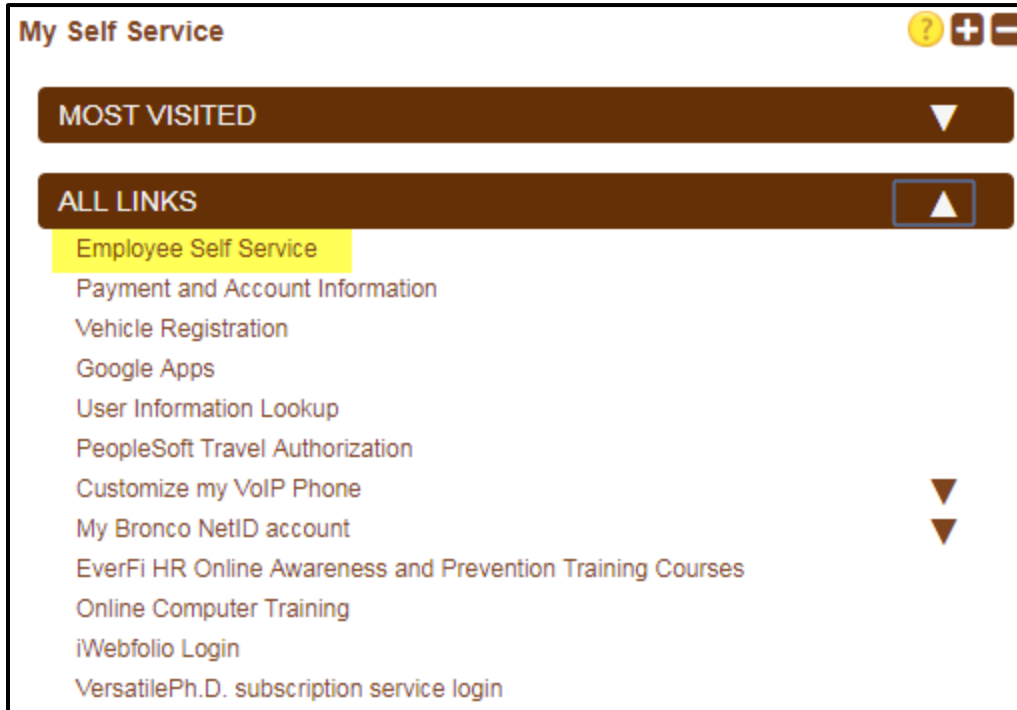 My Self Service
?
MOST VISITED
ALL LINKS
Employee Self Service
Payment and Account Information
Vehicle Registration
Google Apps
User Information Lookup
PeopleSoft Travel Authorization
Customize my VoIP Phone
My Bronco NetID account
EverFi HR Online Awareness and Prevention Training Courses
Online Computer Training
iWebfolio Login
VersatilePh.D. subscription service login